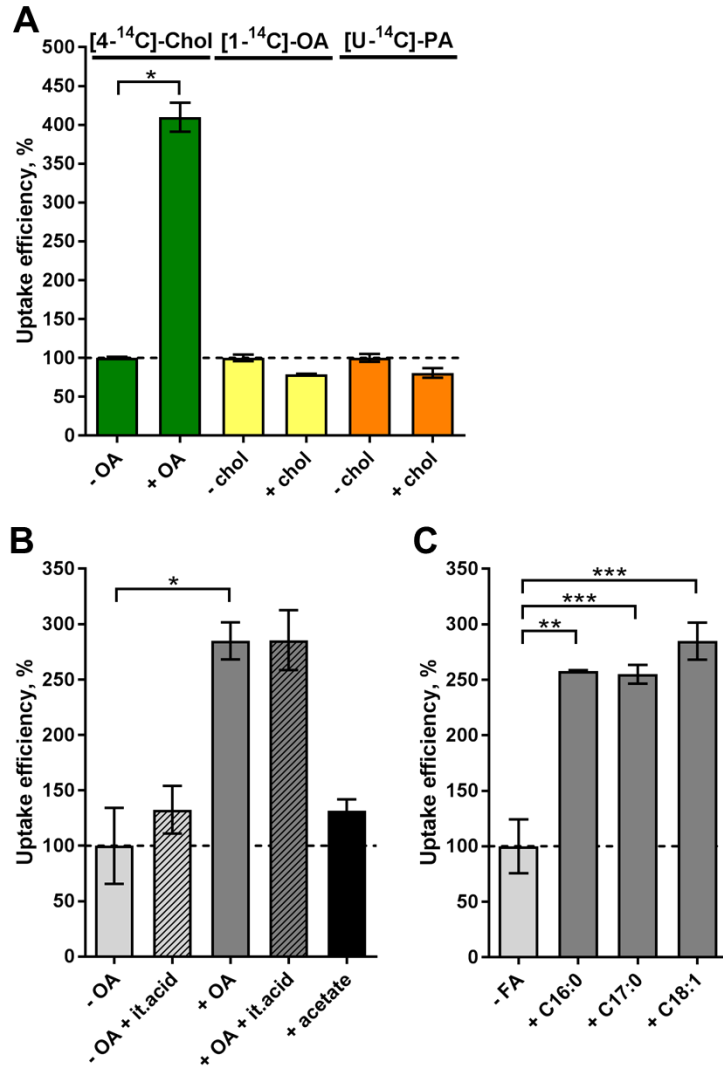 A
[4-¹⁴C]-Chol [1-¹⁴C]-OA [U-¹⁴C]-PA
Uptake efficiency, %
500
450
400
350
300
250
200
150
100
50
0
*
- OA
+ OA
- chol
+ chol
- chol
+ chol
B
Uptake efficiency, %
350
300
250
200
150
100
50
0
*
- OA
- OA + it.acid
+ OA
+ OA + it.acid
+ acetate
C
Uptake efficiency, %
350
300
250
200
150
100
50
0
***
***
**
- FA
+ C16:0
+ C17:0
+ C18:1